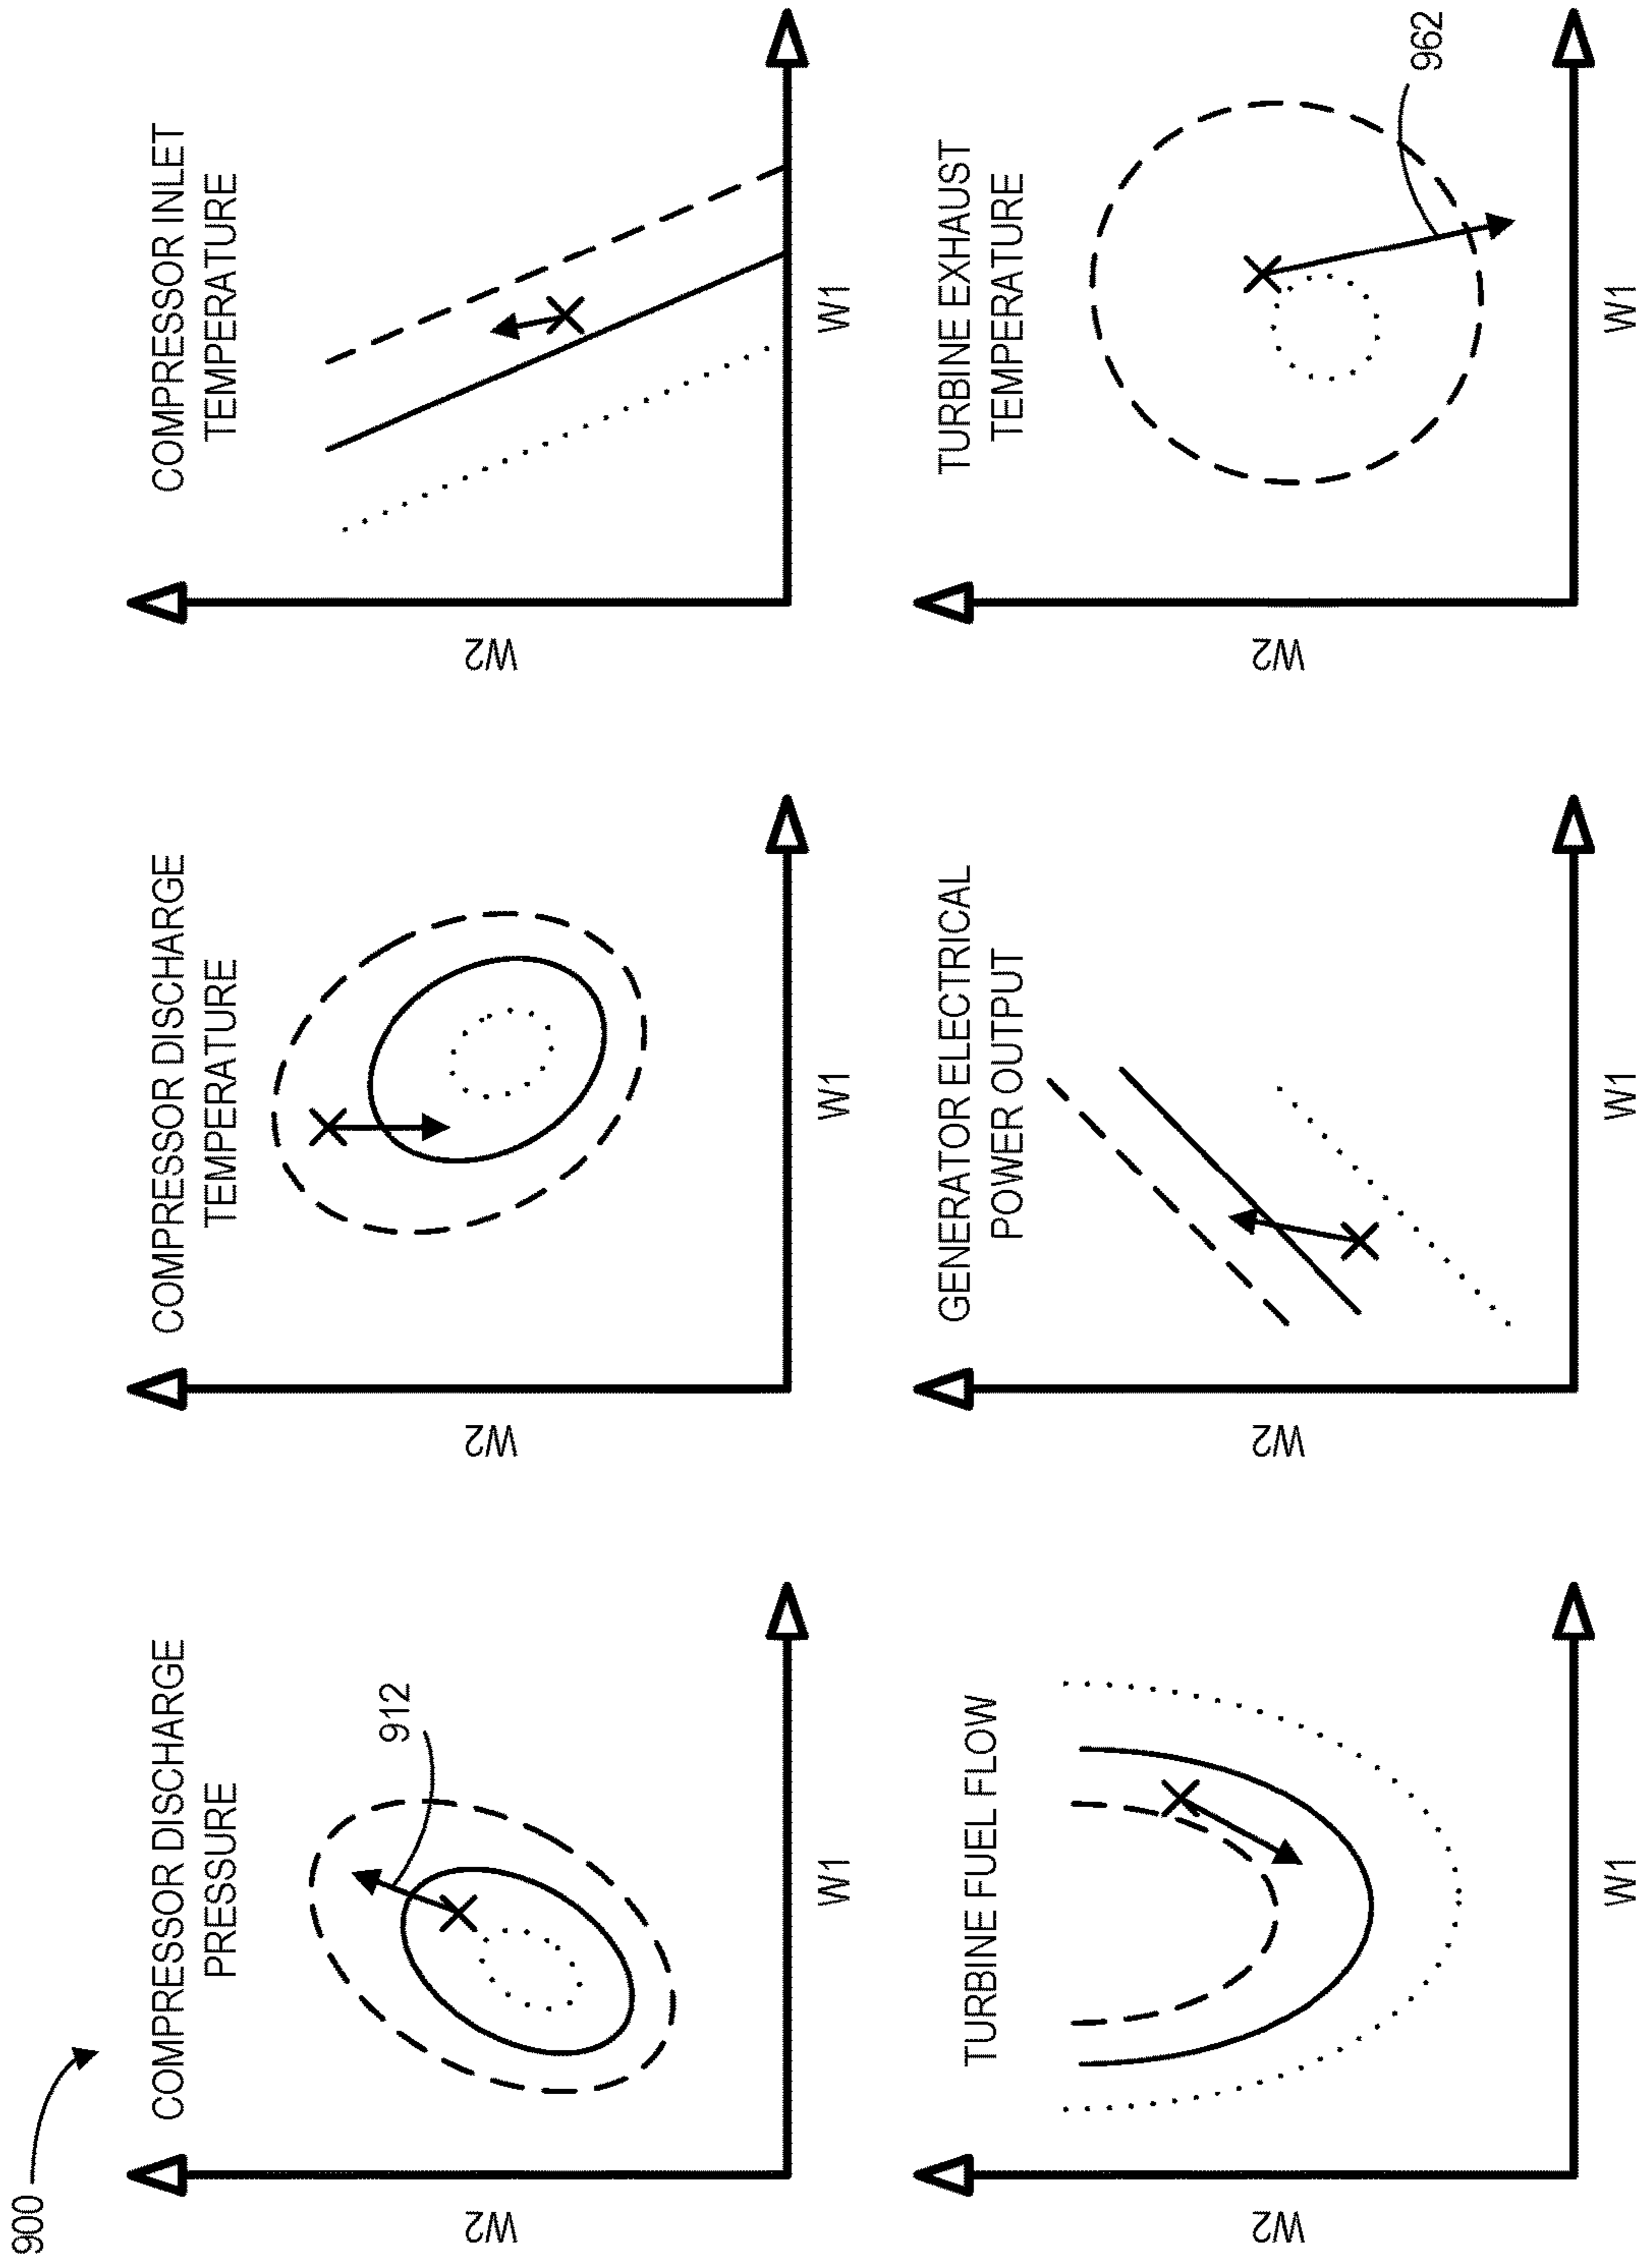 900
COMPRESSOR DISCHARGE
PRESSURE
912
W2
W1
COMPRESSOR DISCHARGE
TEMPERATURE
W2
W1
COMPRESSOR INLET
TEMPERATURE
W2
W1
TURBINE FUEL FLOW
W2
W1
GENERATOR ELECTRICAL
POWER OUTPUT
W2
W1
TURBINE EXHAUST
TEMPERATURE
962
W2
W1